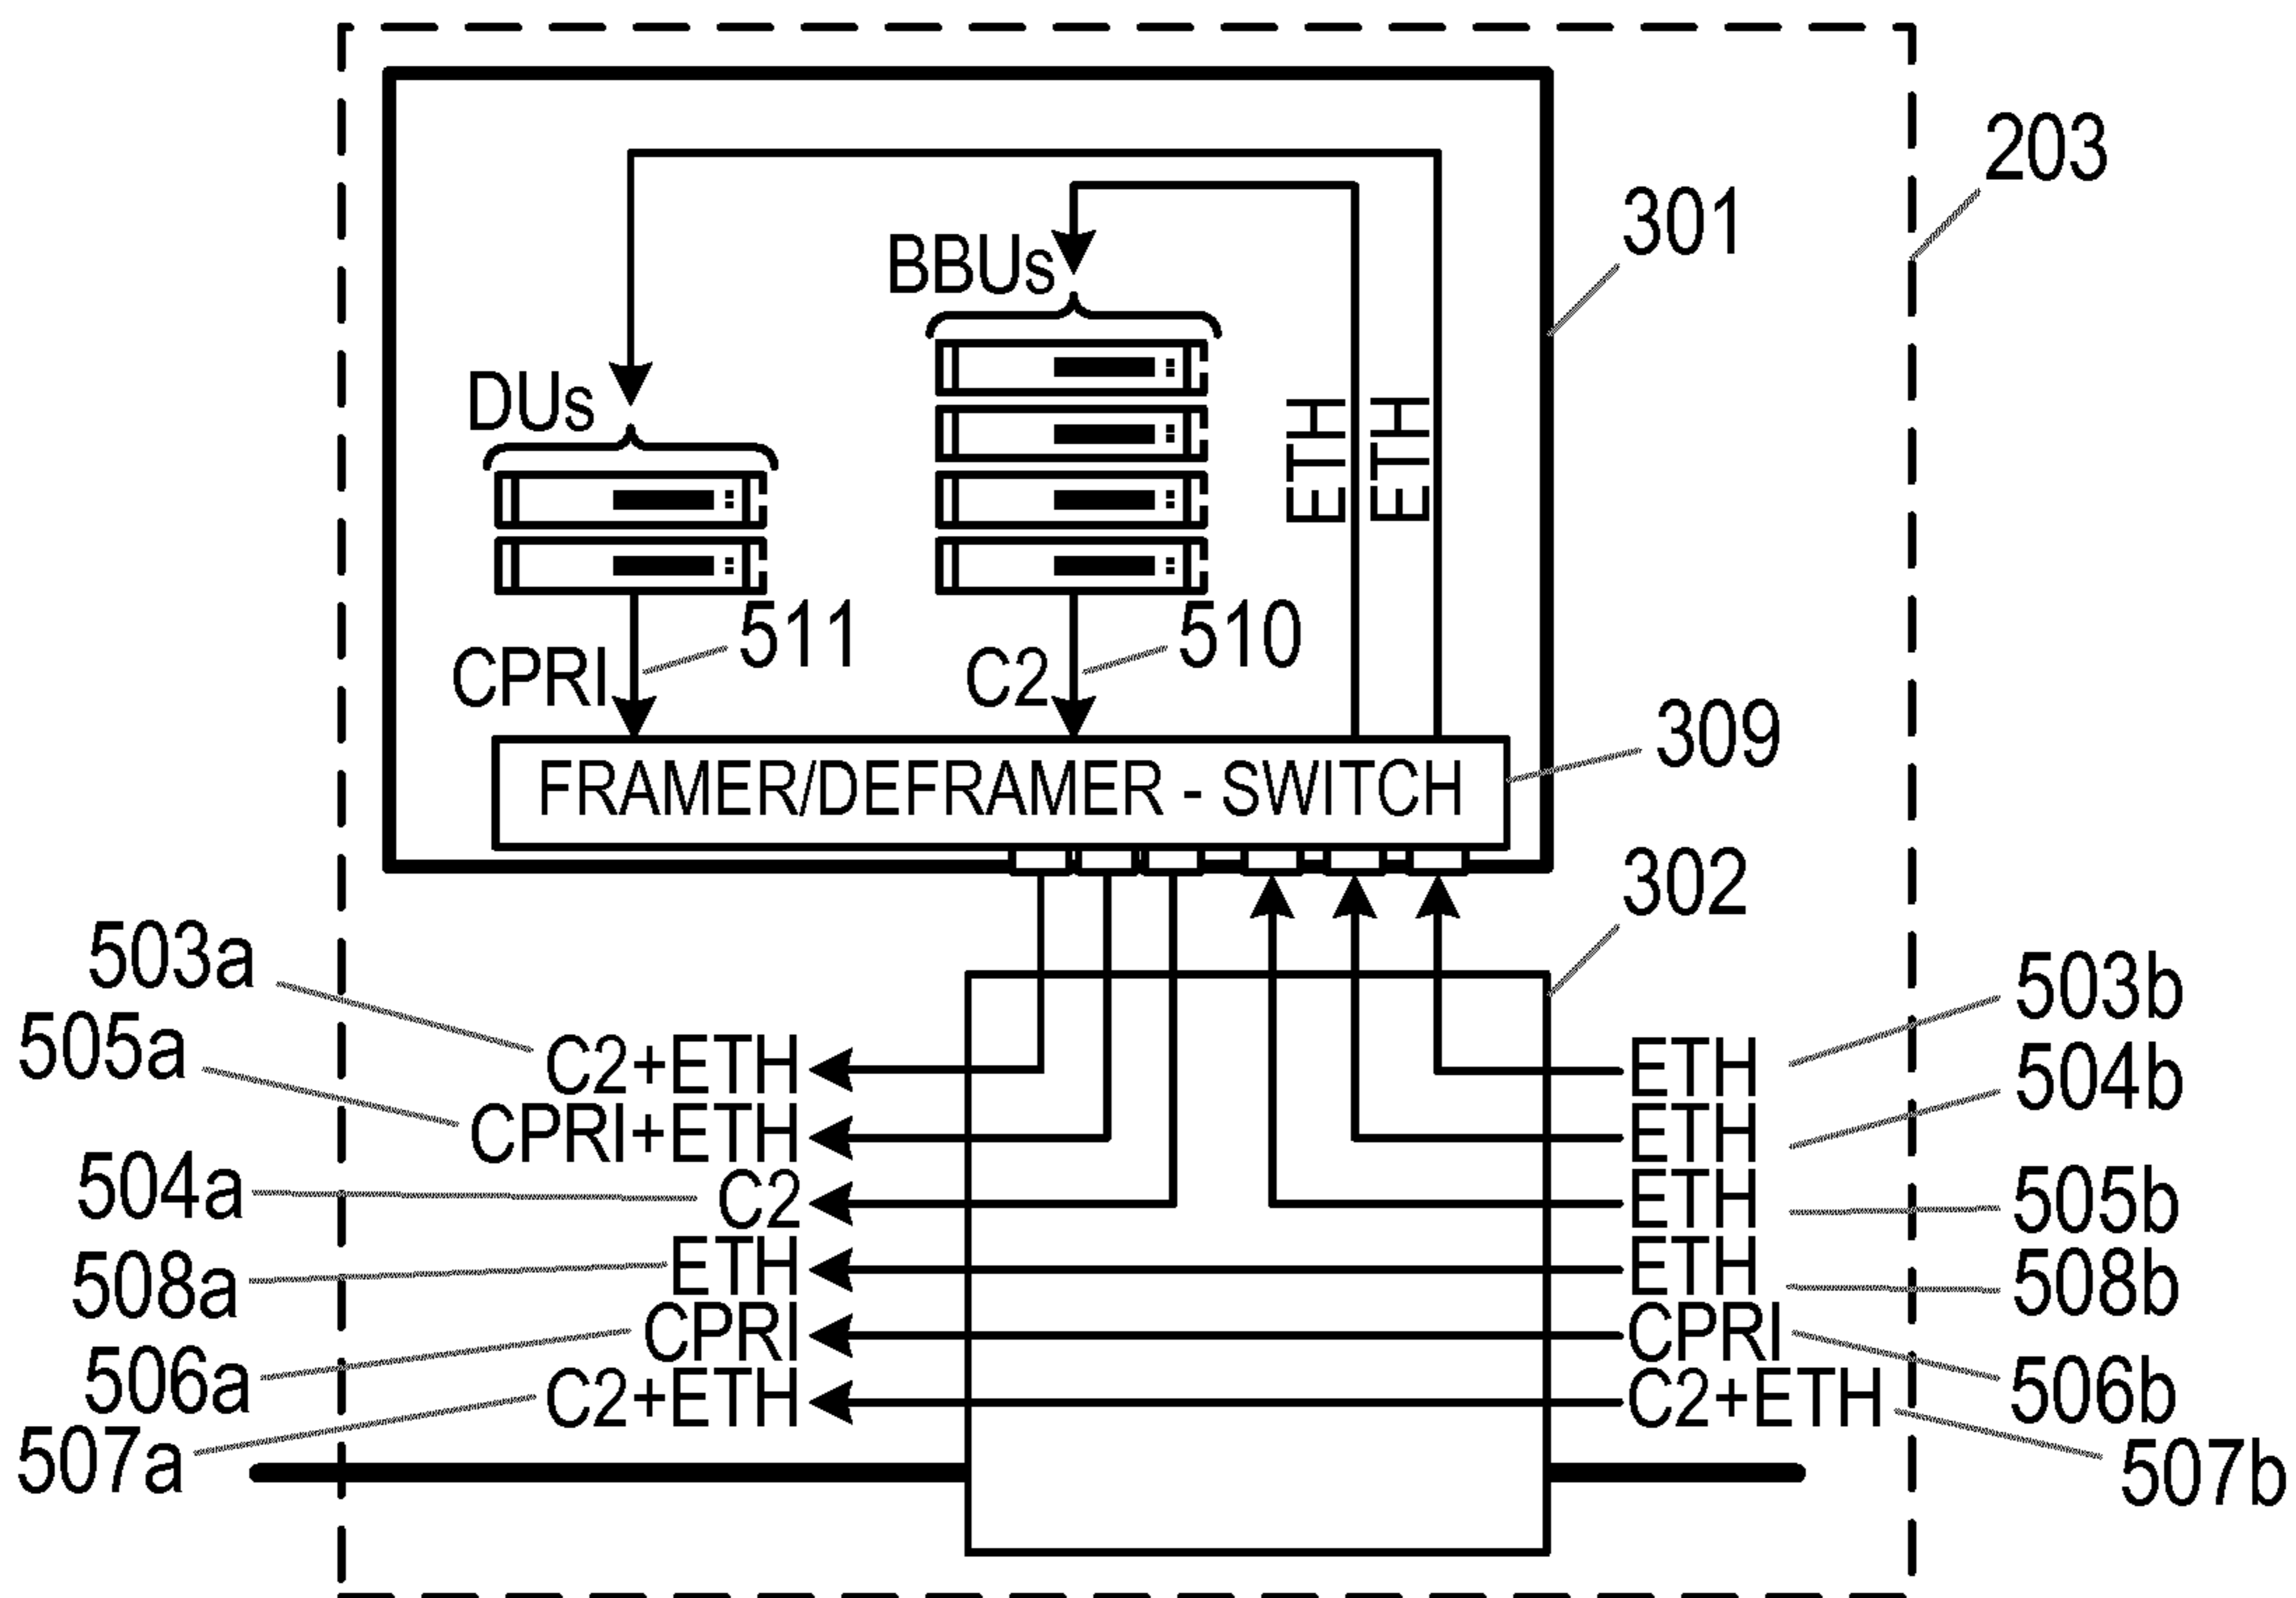 203
301
BBUs
DUs
ETH
ETH
511
510
CPRI
C2
309
FRAMER/DEFRAMER - SWITCH
302
503a
503b
505a
C2+ETH
ETH
504b
CPRI+ETH
ETH
504a
C2
ETH
505b
508a
ETH
ETH
508b
506a
CPRI
CPRI
506b
507a
C2+ETH
C2+ETH
507b